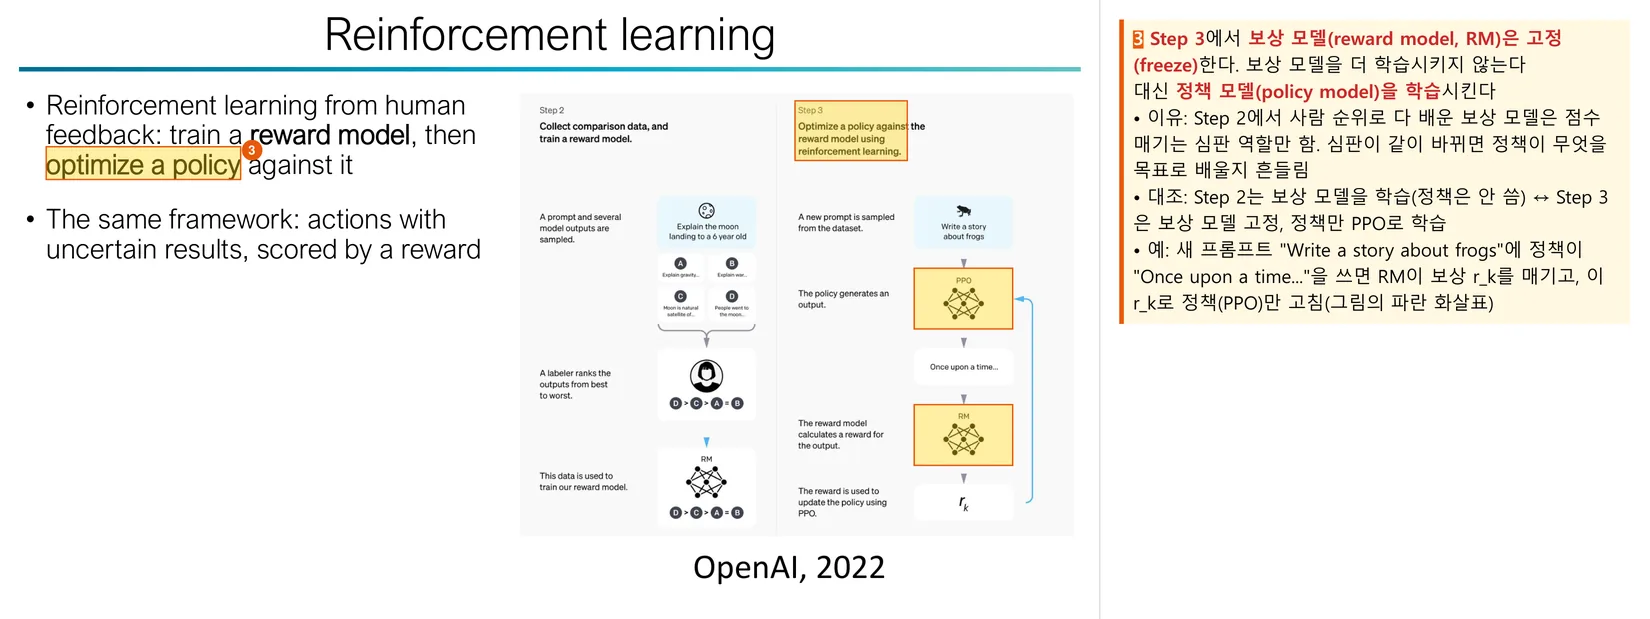 Reinforcement learning
• Reinforcement learning from human
feedback: train a reward model, then
optimize a policy against it
3
• The same framework: actions with
uncertain results, scored by a reward
Step 2
Collect comparison data, and
train a reward model.
A prompt and several
model outputs are
sampled.
Explain the moon
landing to a 6 year old
A
Explain gravity...
B
Explain war...
C
Moon is natural
satellite of...
D
People went to
the moon...
A labeler ranks the
outputs from best
to worst.
D > C > A = B
This data is used to
train our reward model.
RM
D > C > A = B
Step 3
Optimize a policy against the
reward model using
reinforcement learning.
A new prompt is sampled
from the dataset.
Write a story
about frogs
The policy generates an
output.
PPO
Once upon a time...
The reward model
calculates a reward for
the output.
RM
The reward is used to
update the policy using
PPO.
r_k
OpenAI, 2022
3 Step 3에서 보상 모델(reward model, RM)은 고정
(freeze)한다. 보상 모델을 더 학습시키지 않는다
대신 정책 모델(policy model)을 학습시킨다
• 이유: Step 2에서 사람 순위로 다 배운 보상 모델은 점수
매기는 심판 역할만 함. 심판이 같이 바뀌면 정책이 무엇을
목표로 배울지 흔들림
• 대조: Step 2는 보상 모델을 학습(정책은 안 씀) ↔ Step 3
은 보상 모델 고정, 정책만 PPO로 학습
• 예: 새 프롬프트 "Write a story about frogs"에 정책이
"Once upon a time..."을 쓰면 RM이 보상 r_k를 매기고, 이
r_k로 정책(PPO)만 고침(그림의 파란 화살표)